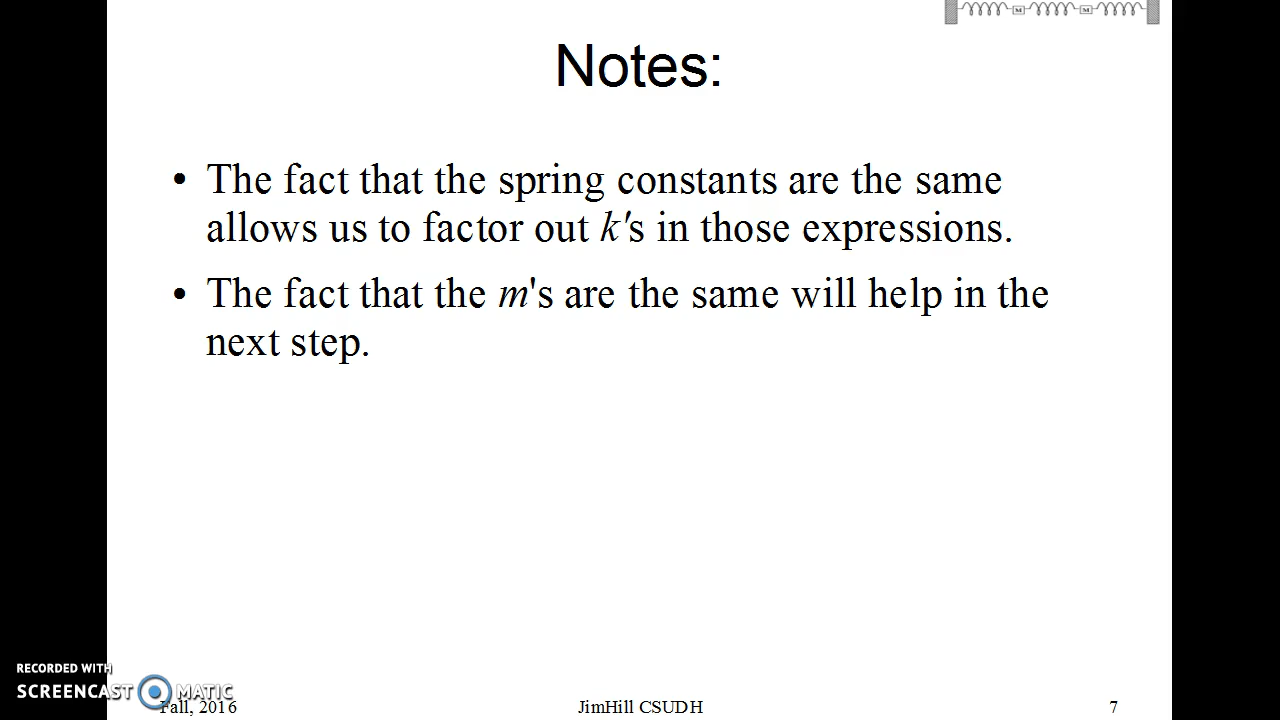 M M
Notes:
• The fact that the spring constants are the same
allows us to factor out k's in those expressions.
• The fact that the m's are the same will help in the
next step.
RECORDED WITH
SCREENCAST MATIC
Fall, 2016 JimHill CSUDH 7